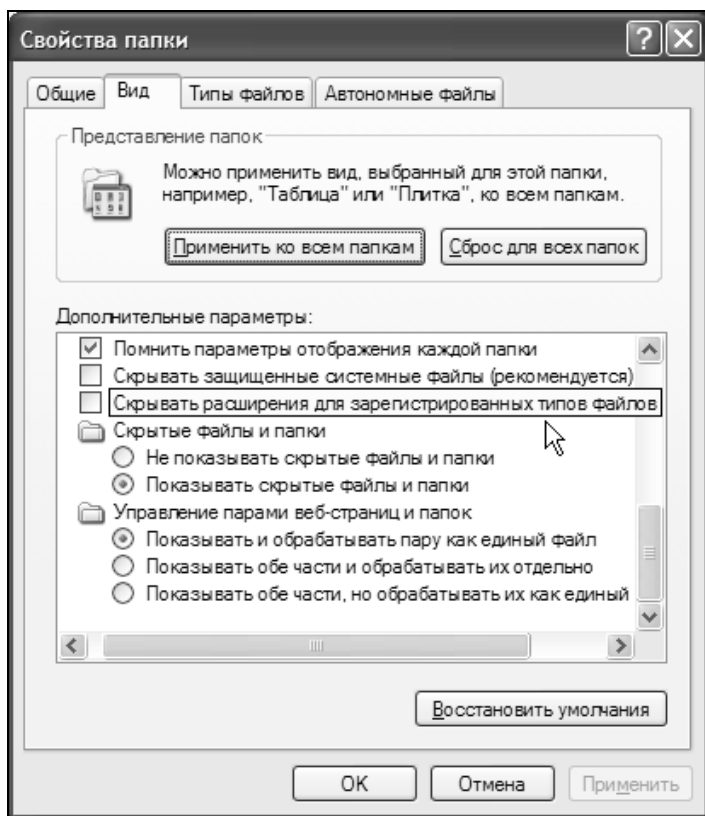 Свойства папки
Общие
Вид
Типы файлов
Автономные файлы
Представление папок
Можно применить вид, выбранный для этой папки,
например, "Таблица" или "Плитка", ко всем папкам.
Применить ко всем папкам
Сброс для всех папок
Дополнительные параметры:
Помнить параметры отображения каждой папки
Скрывать защищенные системные файлы (рекомендуется)
Скрывать расширения для зарегистрированных типов файлов
Скрытые файлы и папки
Не показывать скрытые файлы и папки
Показывать скрытые файлы и папки
Управление парами веб-страниц и папок
Показывать и обрабатывать пару как единый файл
Показывать обе части и обрабатывать их отдельно
Показывать обе части, но обрабатывать их как единый
Восстановить умолчания
OK
Отмена
Применить